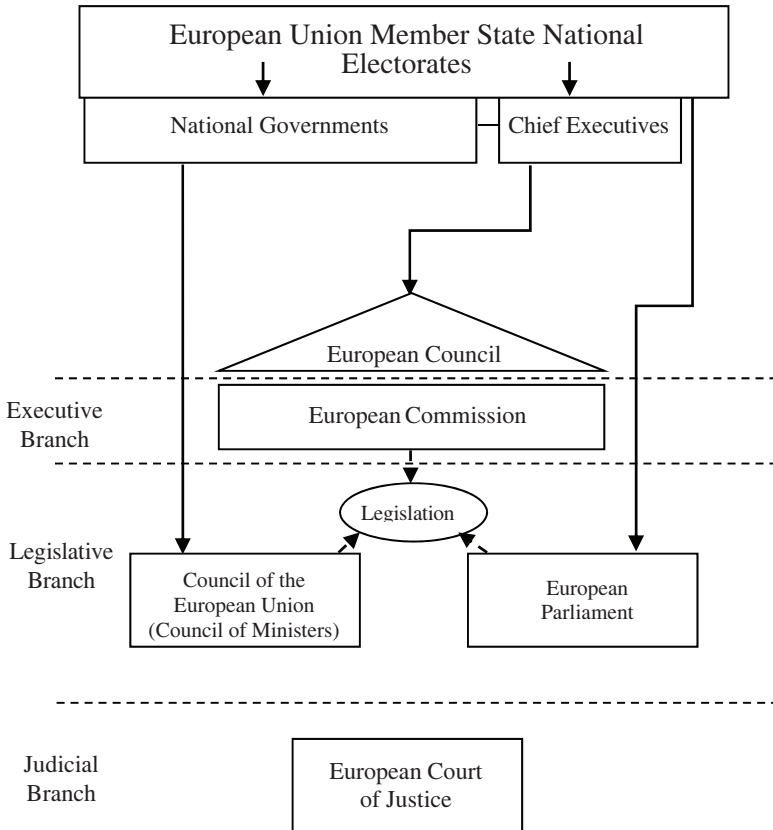 European Union Member State National
Electorates
National Governments
Chief Executives
European Council
Executive
Branch
European Commission
Legislation
Legislative
Branch
Council of the
European Union
(Council of Ministers)
European
Parliament
Judicial
Branch
European Court
of Justice